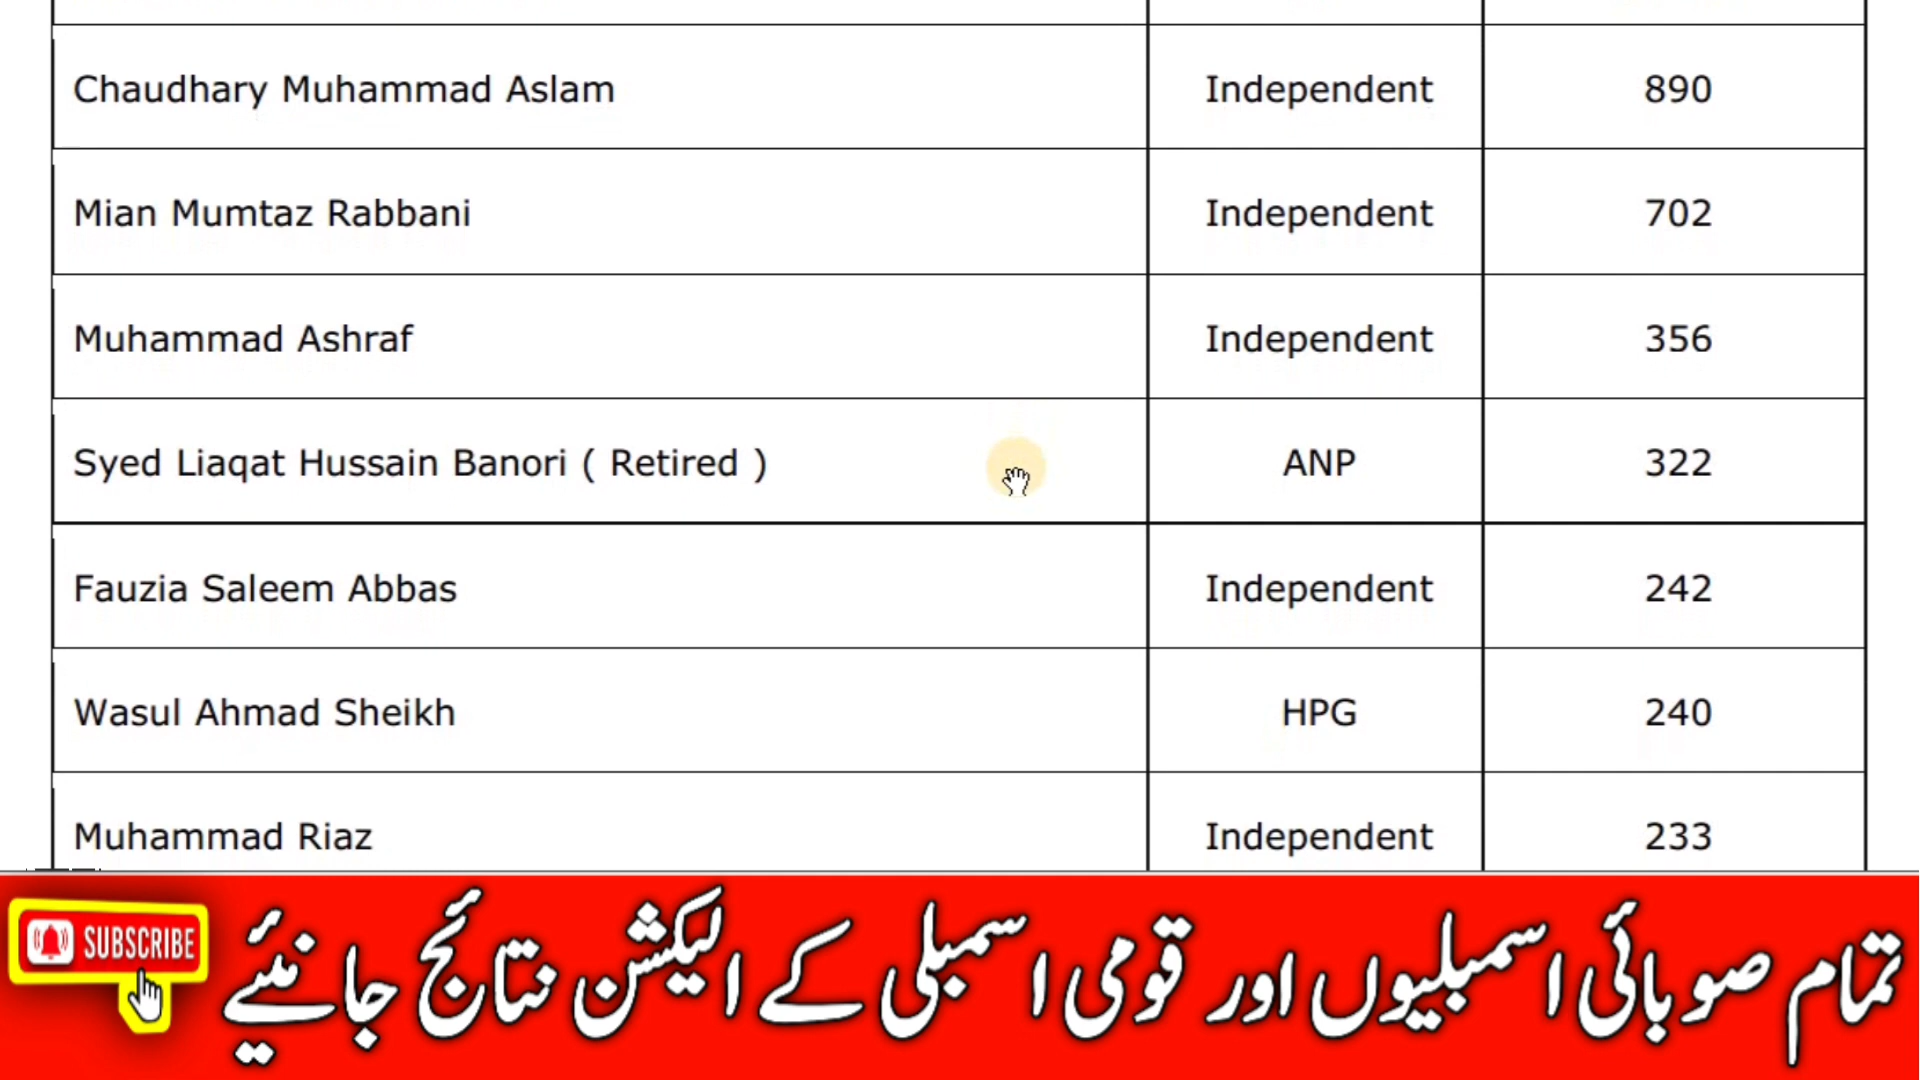 Chaudhary Muhammad Aslam Independent 890
Mian Mumtaz Rabbani Independent 702
Muhammad Ashraf Independent 356
Syed Liaqat Hussain Banori ( Retired ) ANP 322
Fauzia Saleem Abbas Independent 242
Wasul Ahmad Sheikh HPG 240
Muhammad Riaz Independent 233
تمام صوبائی اسمبلیوں اور قومی اسمبلی کے الیکشن نتائج جانئیے
SUBSCRIBE